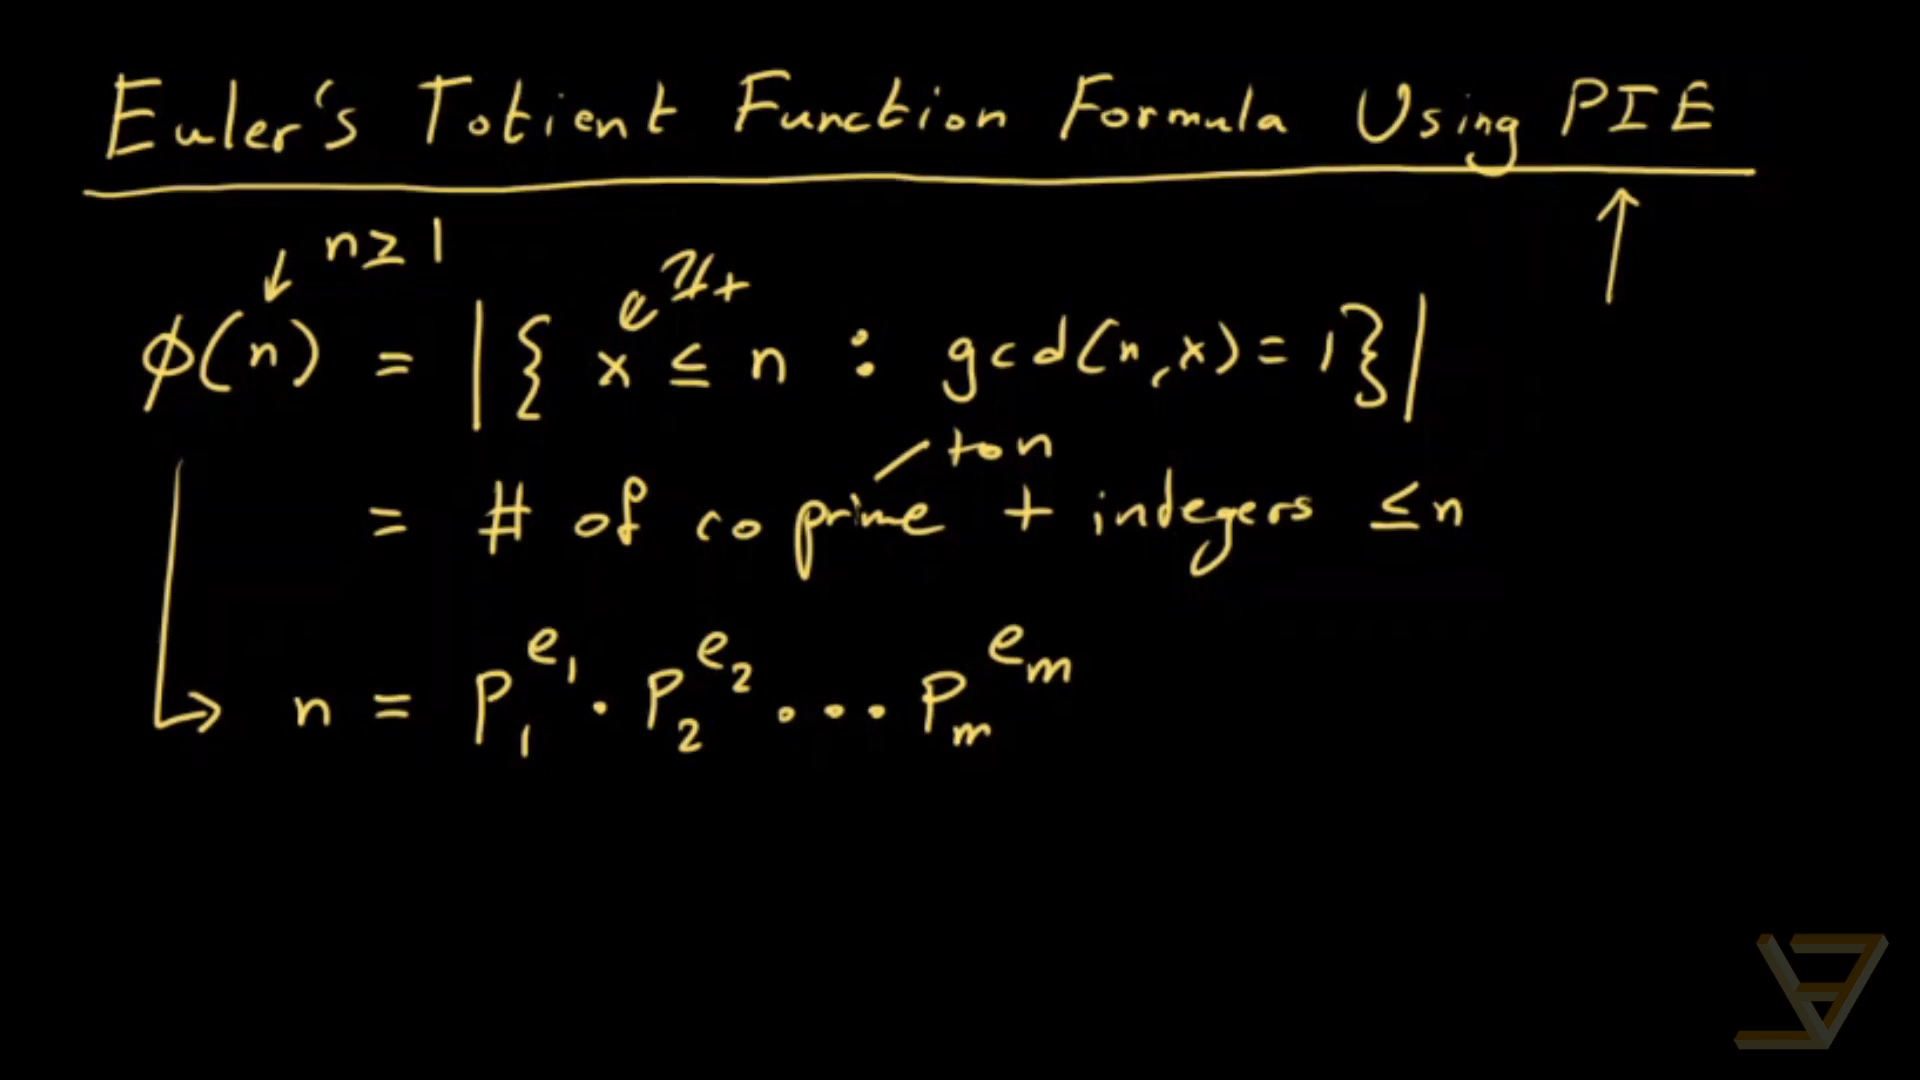 Euler's Totient Function Formula Using PIE
n ≥ 1
∈ ℤ+
φ(n) = |{ x ≤ n : gcd(n,x) = 1}|
to n
= # of coprime + integers ≤ n
n = p₁^e₁ · p₂^e₂ · ... pₘ^eₘ